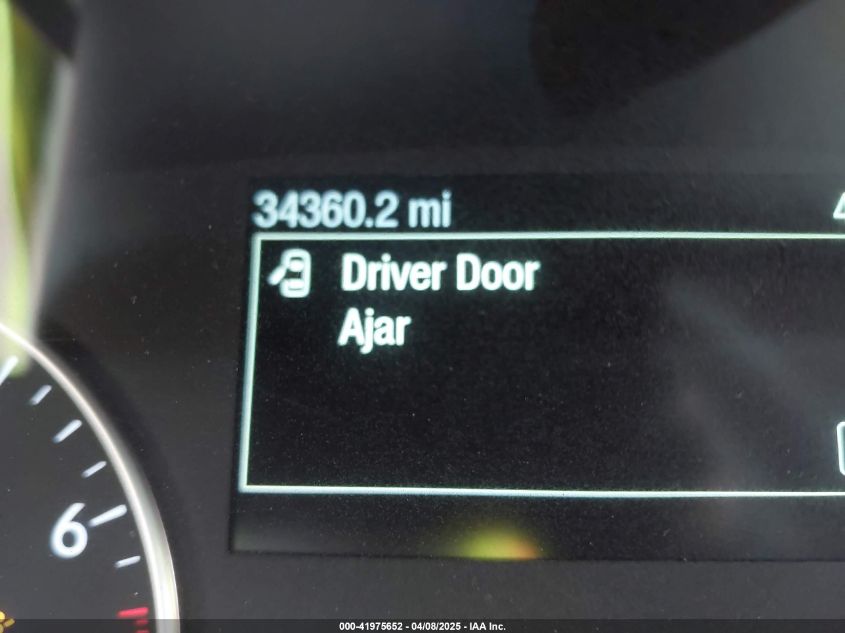 34360.2 mi
Driver Door
Ajar
6
000-41975652 - 04/08/2025 - IAA Inc.